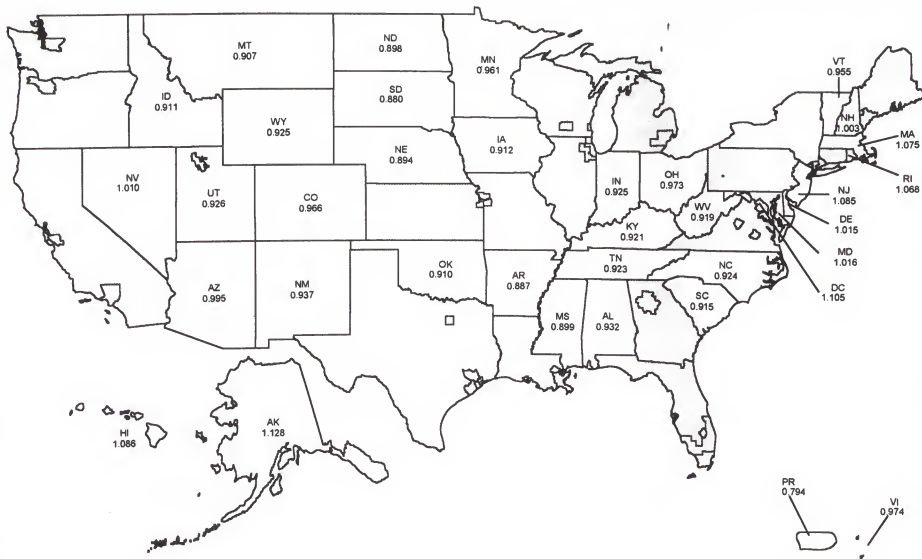 MT
0.907
ND
0.898
MN
0.961
VT
0.955
ID
0.911
SD
0.880
NH
1.003
WY
0.925
MA
1.075
IA
0.912
NE
0.894
RI
1.068
NV
1.010
UT
0.926
CO
0.966
IN
0.925
OH
0.973
NJ
1.085
WV
0.919
DE
1.015
KY
0.921
MD
1.016
TN
0.923
NC
0.924
DC
1.105
AZ
0.995
NM
0.937
OK
0.910
AR
0.887
SC
0.915
MS
0.899
AL
0.932
HI
1.086
AK
1.128
PR
0.794
VI
0.974